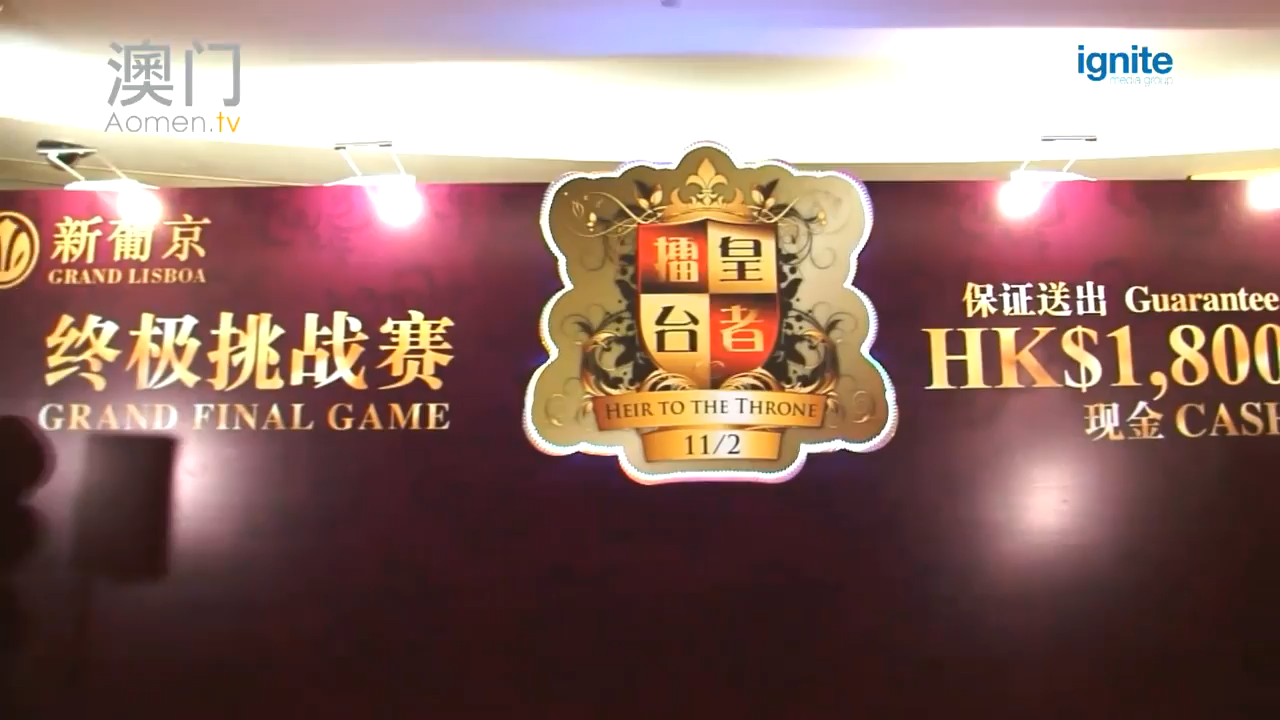 澳门
Aomen.tv
ignite
media group
新葡京
GRAND LISBOA
终极挑战赛
GRAND FINAL GAME
擂皇
台者
HEIR TO THE THRONE
11/2
保证送出 Guarantee
HK$1,800
现金 CASH